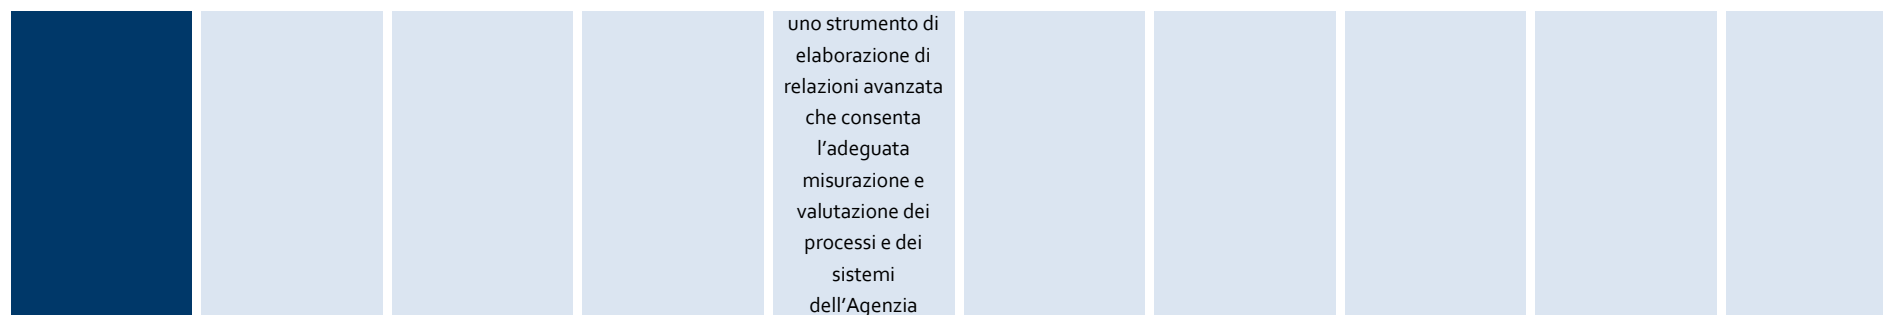 uno strumento di
elaborazione di
relazioni avanzata
che consenta
l’adeguata
misurazione e
valutazione dei
processi e dei
sistemi
dell’Agenzia